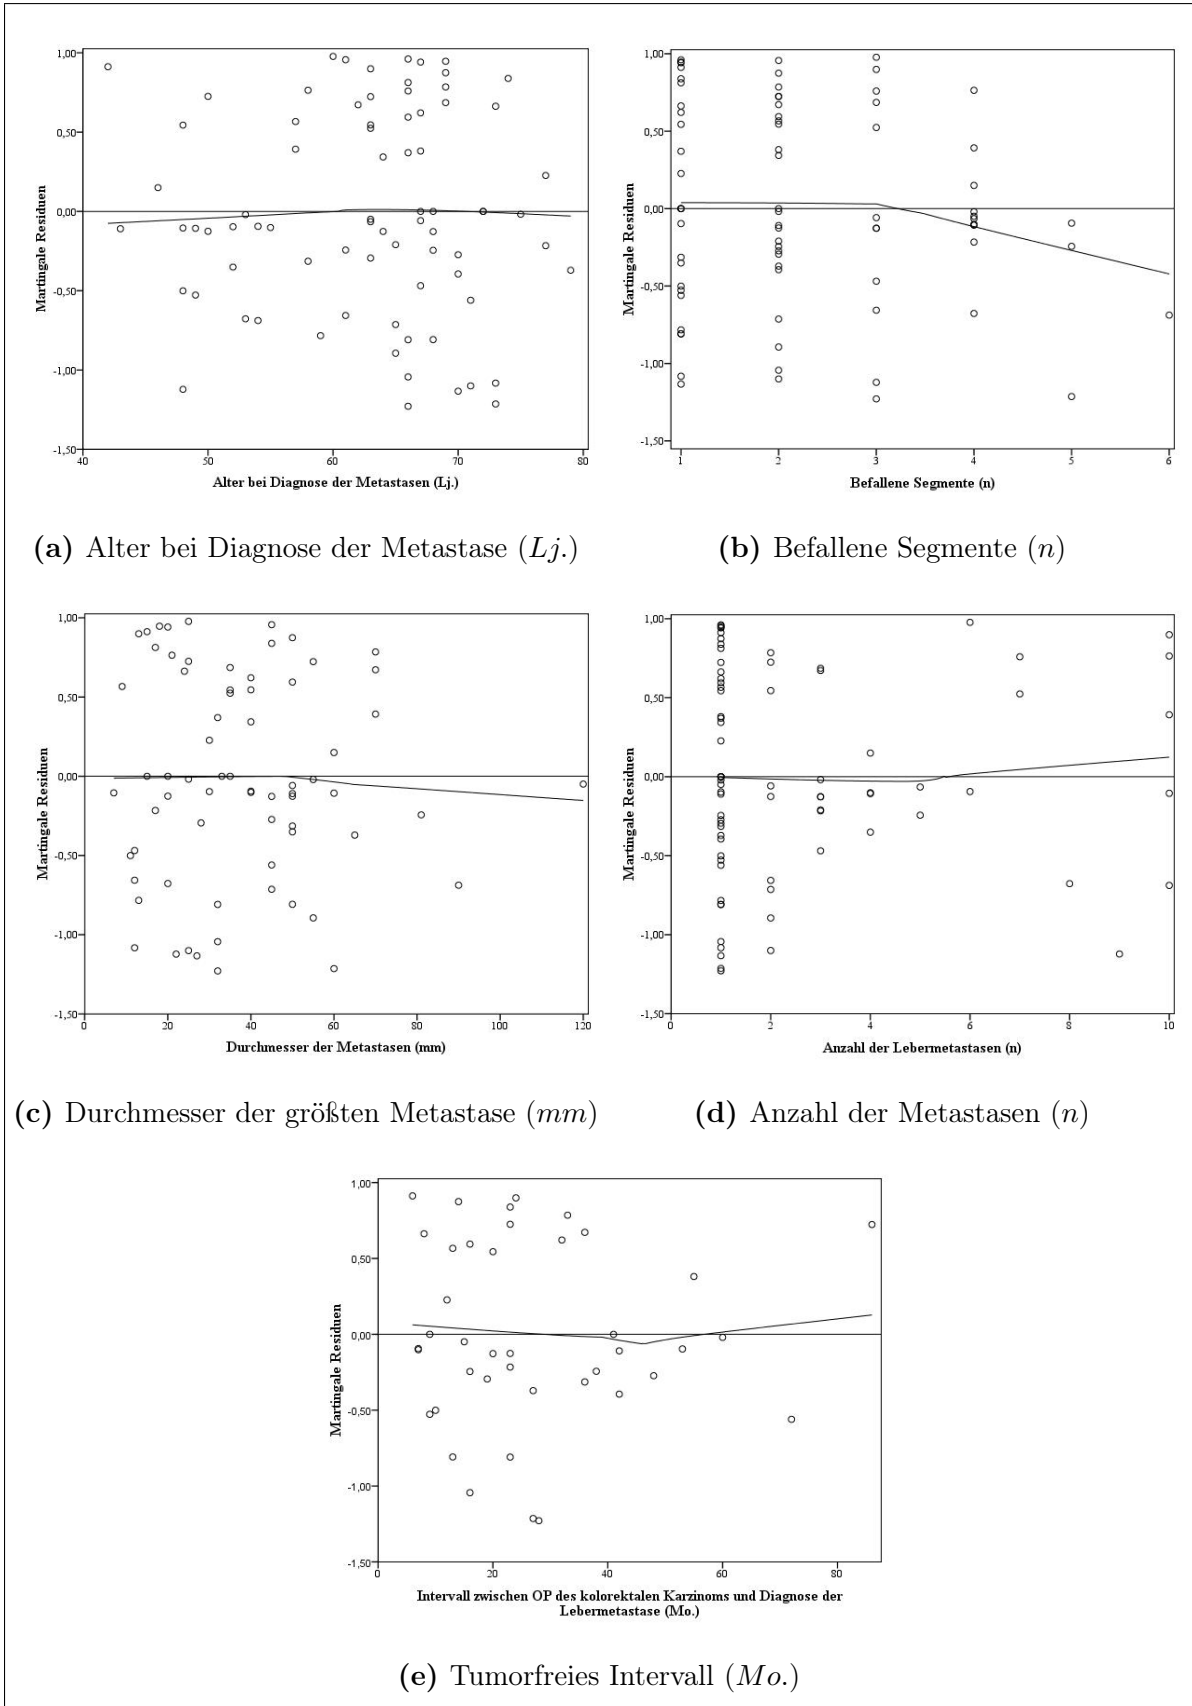 1,00
0,50
0,00
-0,50
-1,00
-1,50
Martingale Residuen
40 50 60 70 80
Alter bei Diagnose der Metastasen (Lj.)
(a) Alter bei Diagnose der Metastase (Lj.)
1,00
0,50
0,00
-0,50
-1,00
-1,50
Martingale Residuen
1 2 3 4 5 6
Befallene Segmente (n)
(b) Befallene Segmente (n)
1,00
0,50
0,00
-0,50
-1,00
-1,50
Martingale Residuen
0 20 40 60 80 100 120
Durchmesser der Metastasen (mm)
(c) Durchmesser der größten Metastase (mm)
1,00
0,50
0,00
-0,50
-1,00
-1,50
Martingale Residuen
0 2 4 6 8 10
Anzahl der Lebermetastasen (n)
(d) Anzahl der Metastasen (n)
1,00
0,50
0,00
-0,50
-1,00
-1,50
Martingale Residuen
0 20 40 60 80
Intervall zwischen OP des kolorektalen Karzinoms und Diagnose der
Lebermetastase (Mo.)
(e) Tumorfreies Intervall (Mo.)